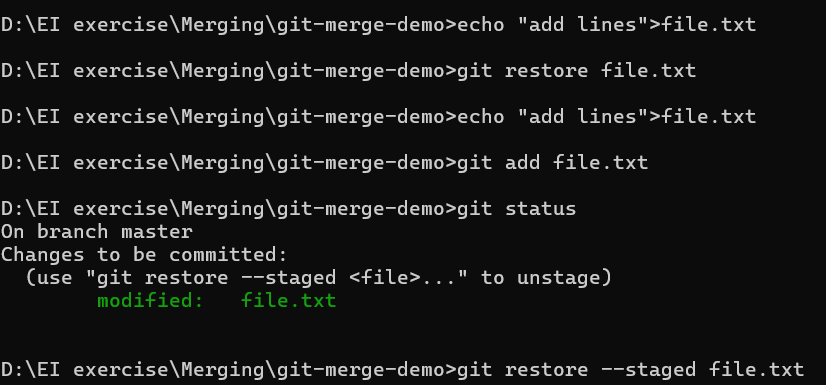 D:\EI exercise\Merging\git-merge-demo>echo "add lines">file.txt
D:\EI exercise\Merging\git-merge-demo>git restore file.txt
D:\EI exercise\Merging\git-merge-demo>echo "add lines">file.txt
D:\EI exercise\Merging\git-merge-demo>git add file.txt
D:\EI exercise\Merging\git-merge-demo>git status
On branch master
Changes to be committed:
  (use "git restore --staged <file>..." to unstage)
        modified:   file.txt
D:\EI exercise\Merging\git-merge-demo>git restore --staged file.txt